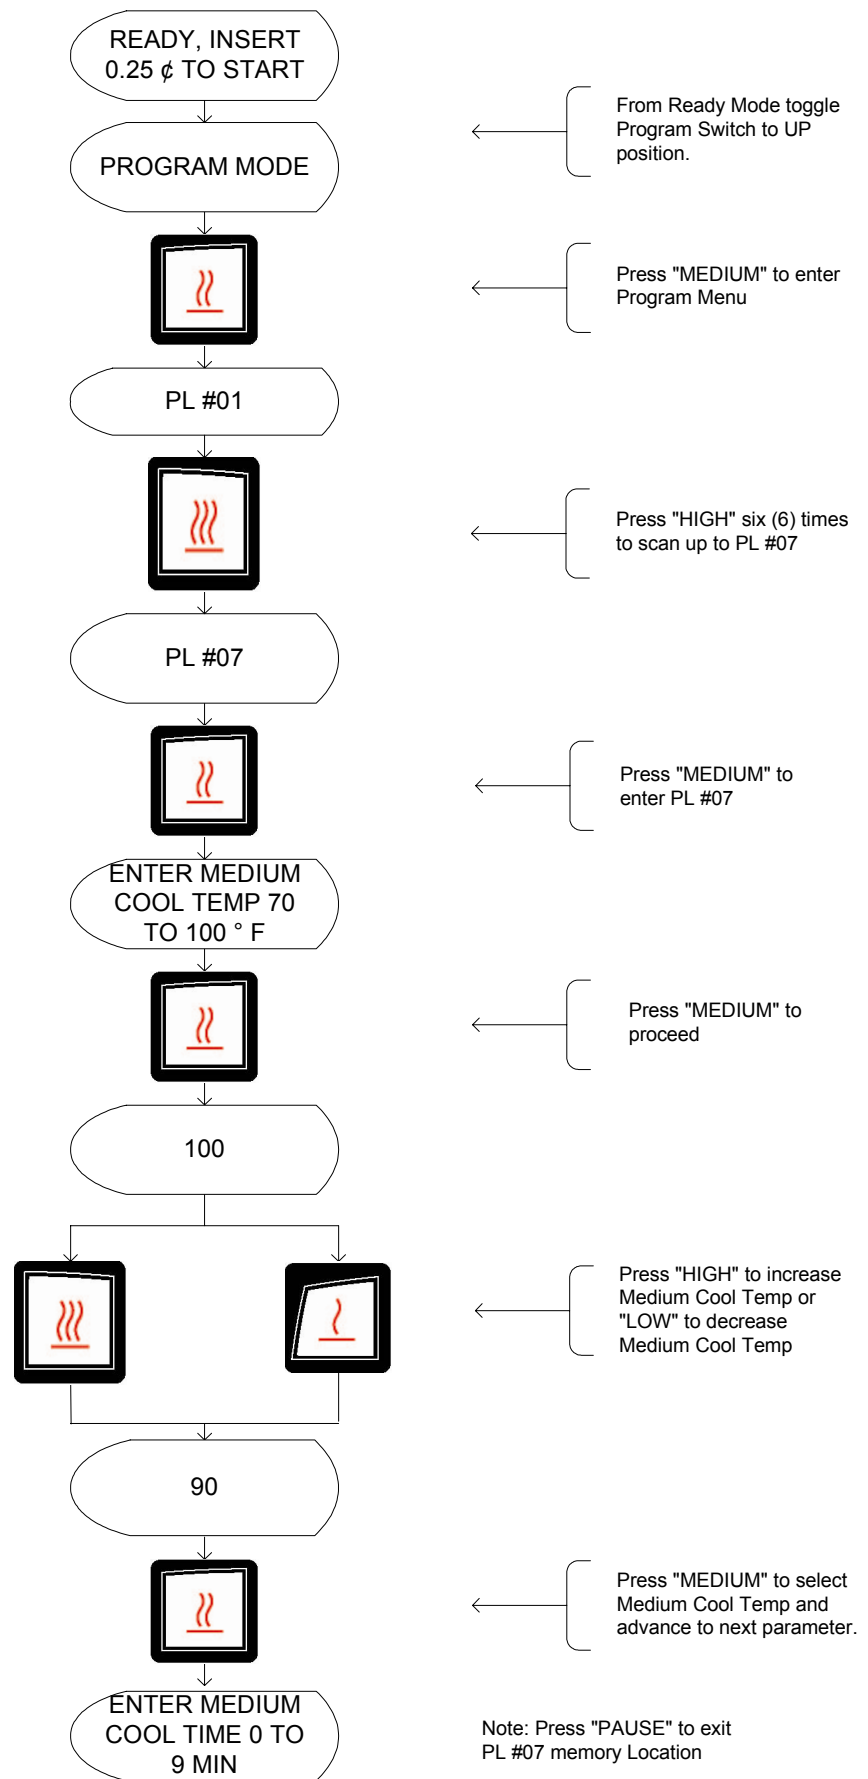 READY, INSERT
0.25 ¢ TO START
From Ready Mode toggle
Program Switch to UP
position.
PROGRAM MODE
Press "MEDIUM" to enter
Program Menu
PL #01
Press "HIGH" six (6) times
to scan up to PL #07
PL #07
Press "MEDIUM" to
enter PL #07
ENTER MEDIUM
COOL TEMP 70
TO 100 ° F
Press "MEDIUM" to
proceed
100
Press "HIGH" to increase
Medium Cool Temp or
"LOW" to decrease
Medium Cool Temp
90
Press "MEDIUM" to select
Medium Cool Temp and
advance to next parameter.
ENTER MEDIUM
COOL TIME 0 TO
9 MIN
Note: Press "PAUSE" to exit
PL #07 memory Location